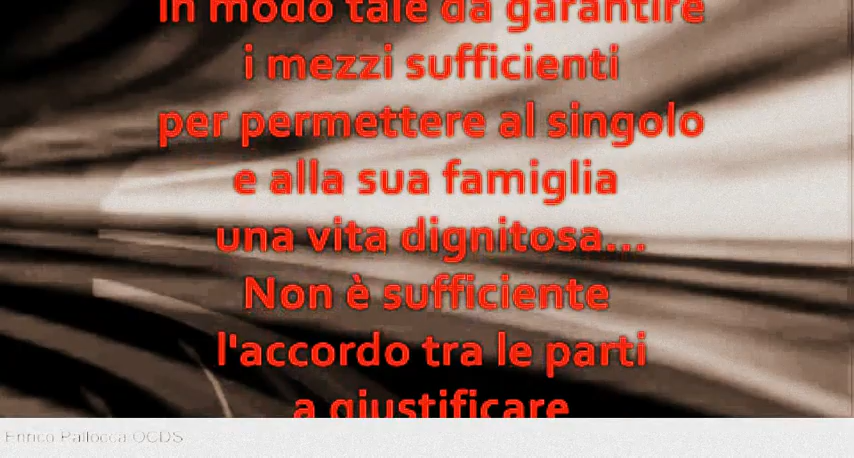 in modo tale da garantire
i mezzi sufficienti
per permettere al singolo
e alla sua famiglia
una vita dignitosa...
Non è sufficiente
l'accordo tra le parti
a giustificare
Enrico Pallocca OCDS